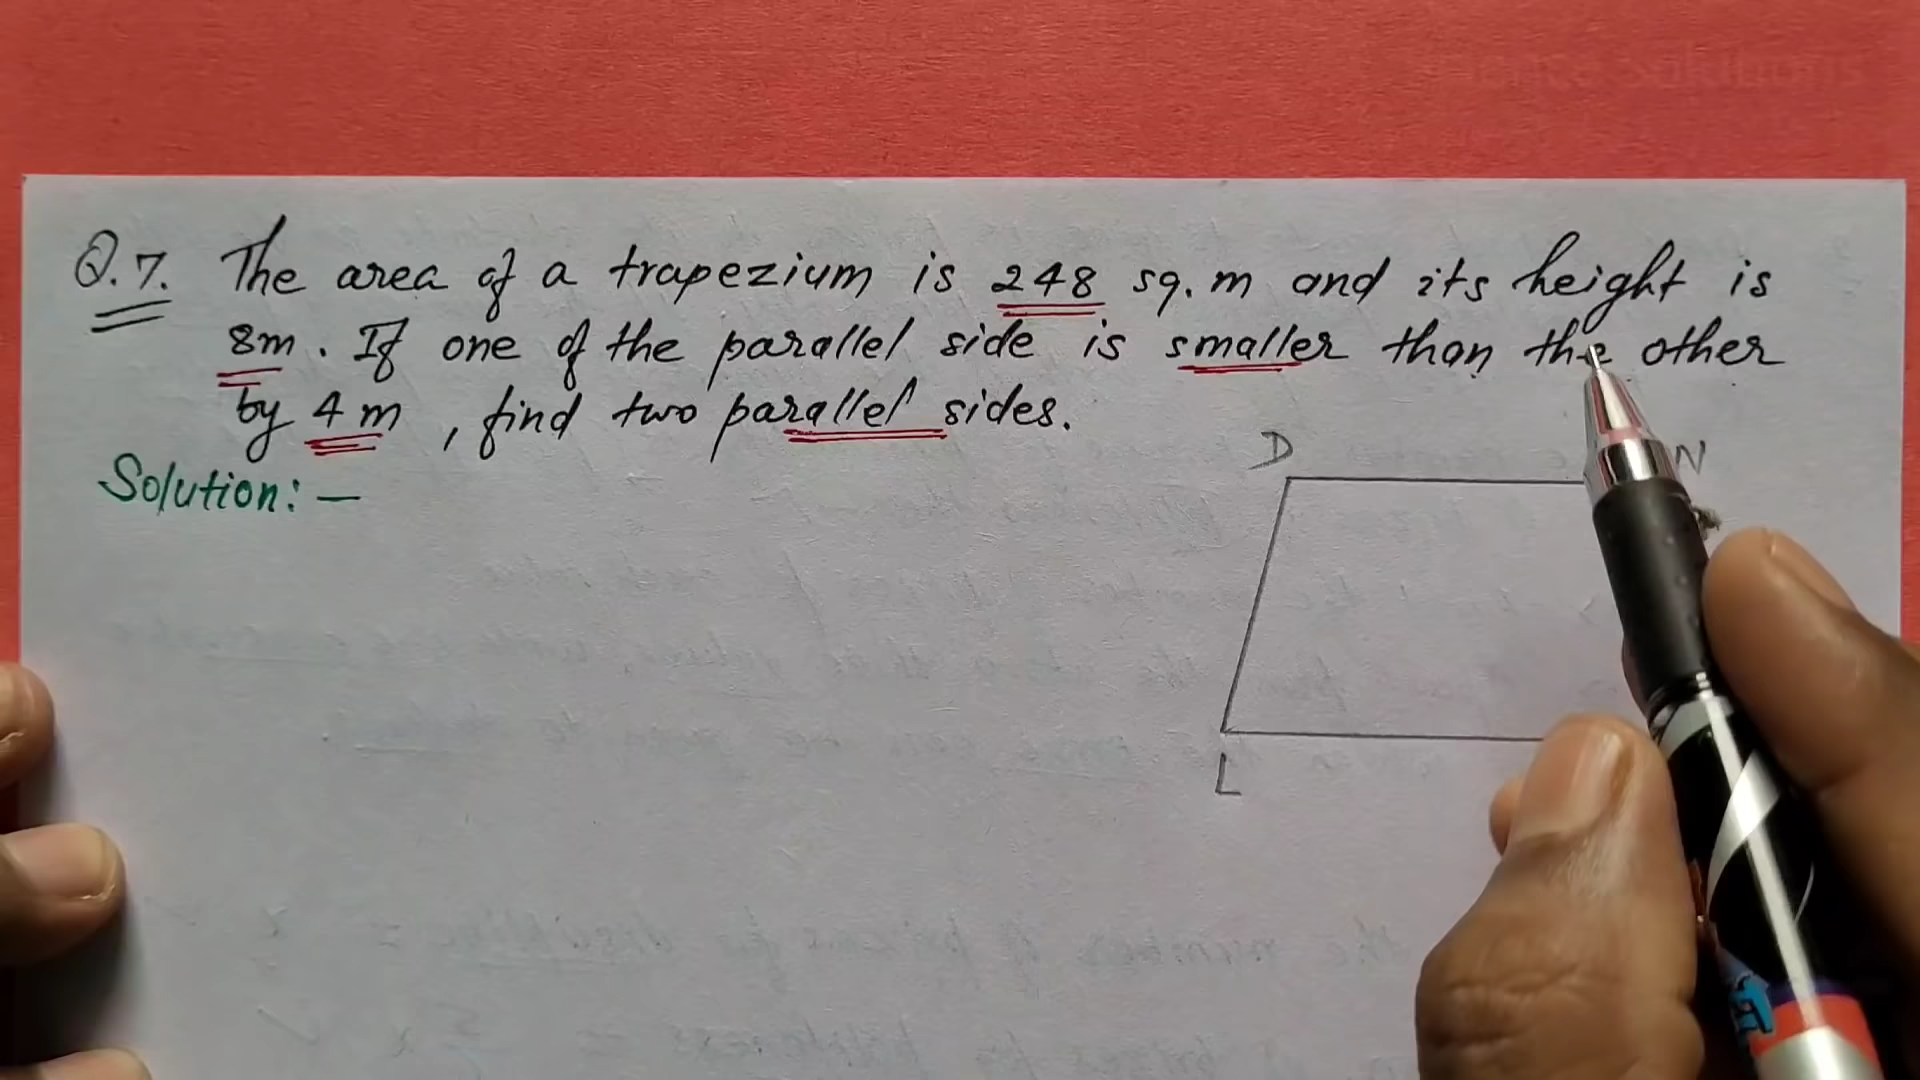 Q.7. The area of a trapezium is 248 sq. m and its height is
8m. If one of the parallel side is smaller than the other
by 4 m, find two parallel sides.
Solution: —
D
N
L